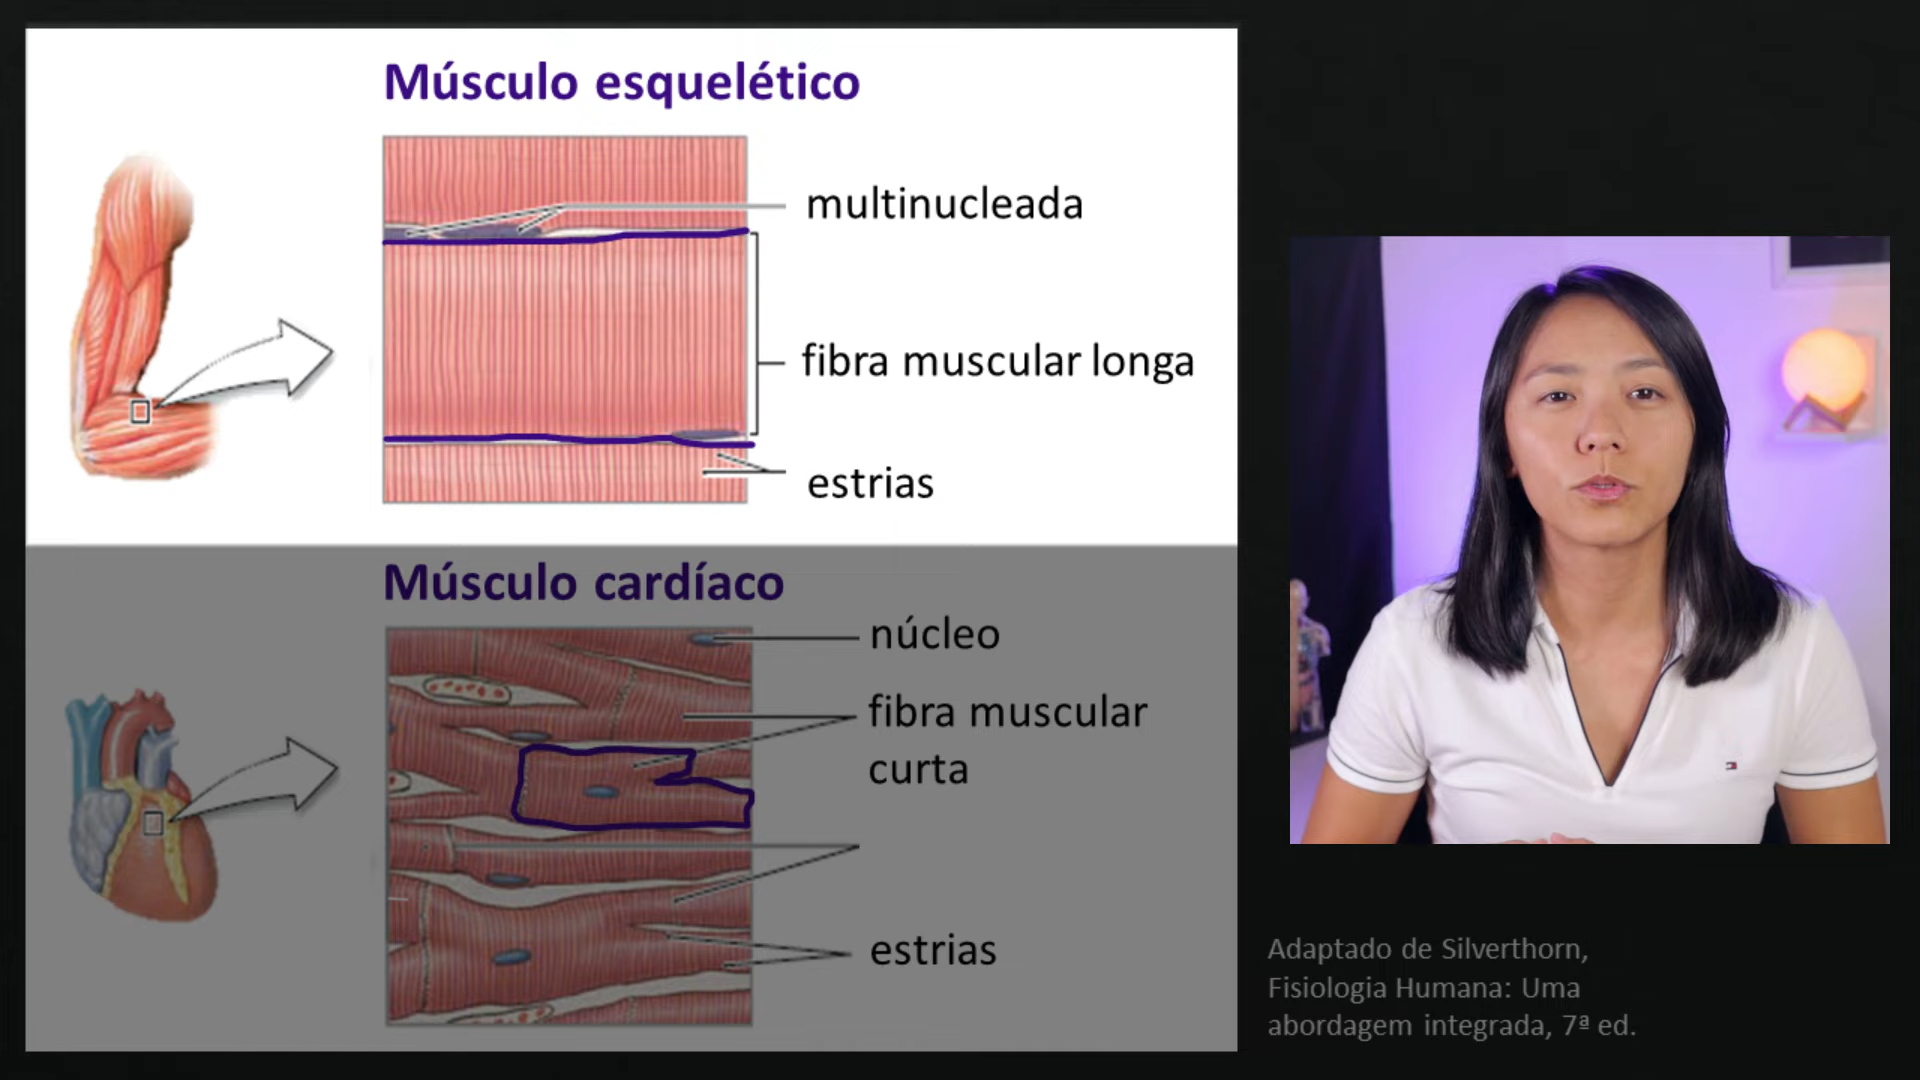 Músculo esquelético
multinucleada
fibra muscular longa
estrias
Músculo cardíaco
núcleo
fibra muscular
curta
estrias
Adaptado de Silverthorn,
Fisiologia Humana: Uma
abordagem integrada, 7ª ed.